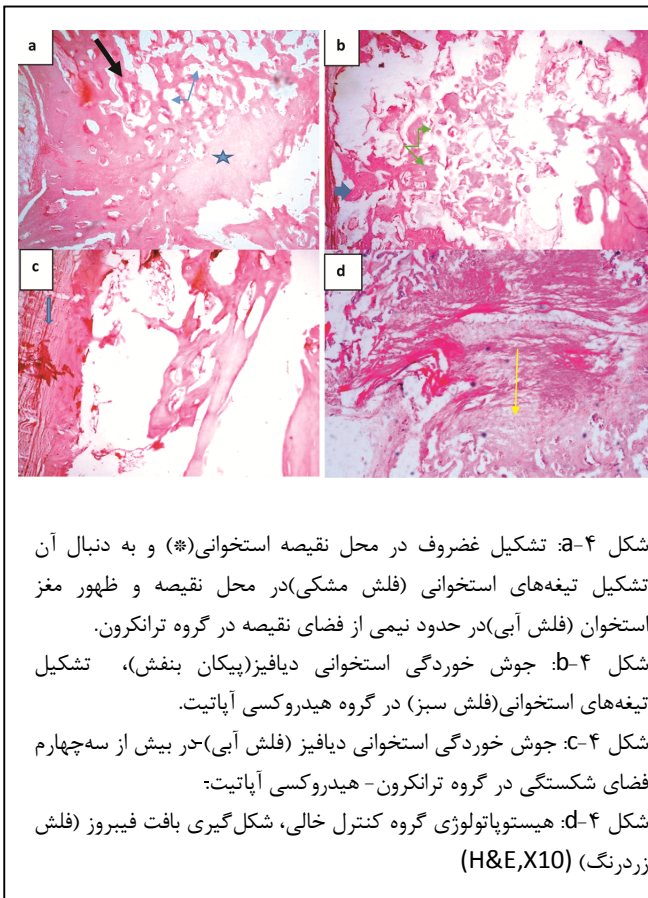 a
b
c
d
شکل ۴-a: تشکیل غضروف در محل نقیصه استخوانی(*) و به دنبال آن
تشکیل تیغه‌های استخوانی (فلش مشکی)در محل نقیصه و ظهور مغز
استخوان (فلش آبی)در حدود نیمی از فضای نقیصه در گروه ترانکرون.
شکل ۴-b: جوش خوردگی استخوانی دیافیز(پیکان بنفش)، تشکیل
تیغه‌های استخوانی(فلش سبز) در گروه هیدروکسی آپاتیت.
شکل ۴-c: جوش خوردگی استخوانی دیافیز (فلش آبی)-در بیش از سه‌چهارم
فضای شکستگی در گروه ترانکرون- هیدروکسی آپاتیت-
شکل ۴-d: هیستوپاتولوژی گروه کنترل خالی، شکل‌گیری بافت فیبروز (فلش
زردرنگ) (H&E,X10)